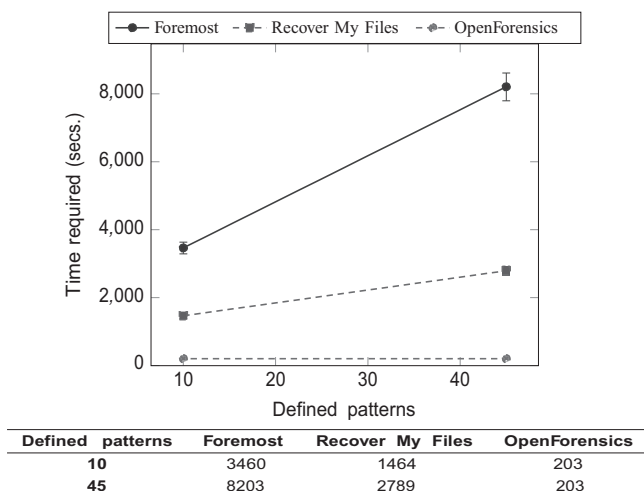 Foremost Recover My Files OpenForensics
8,000
6,000
4,000
2,000
0
Time required (secs.)
10 20 30 40
Defined patterns
Defined patterns Foremost Recover My Files OpenForensics
10 3460 1464 203
45 8203 2789 203